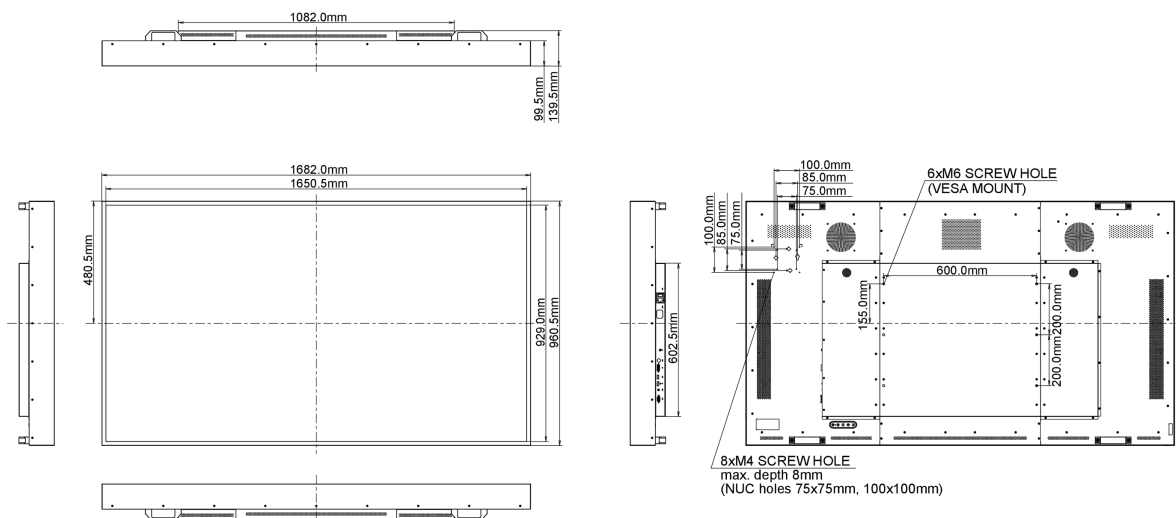 1082.0mm
99.5mm
139.5mm
1682.0mm
1650.5mm
480.5mm
929.0mm
960.5mm
602.5mm
100.0mm
85.0mm
75.0mm
100.0mm
85.0mm
75.0mm
6xM6 SCREW HOLE
(VESA MOUNT)
600.0mm
155.0mm
200.0mm
200.0mm
8xM4 SCREW HOLE
max. depth 8mm
(NUC holes 75x75mm, 100x100mm)